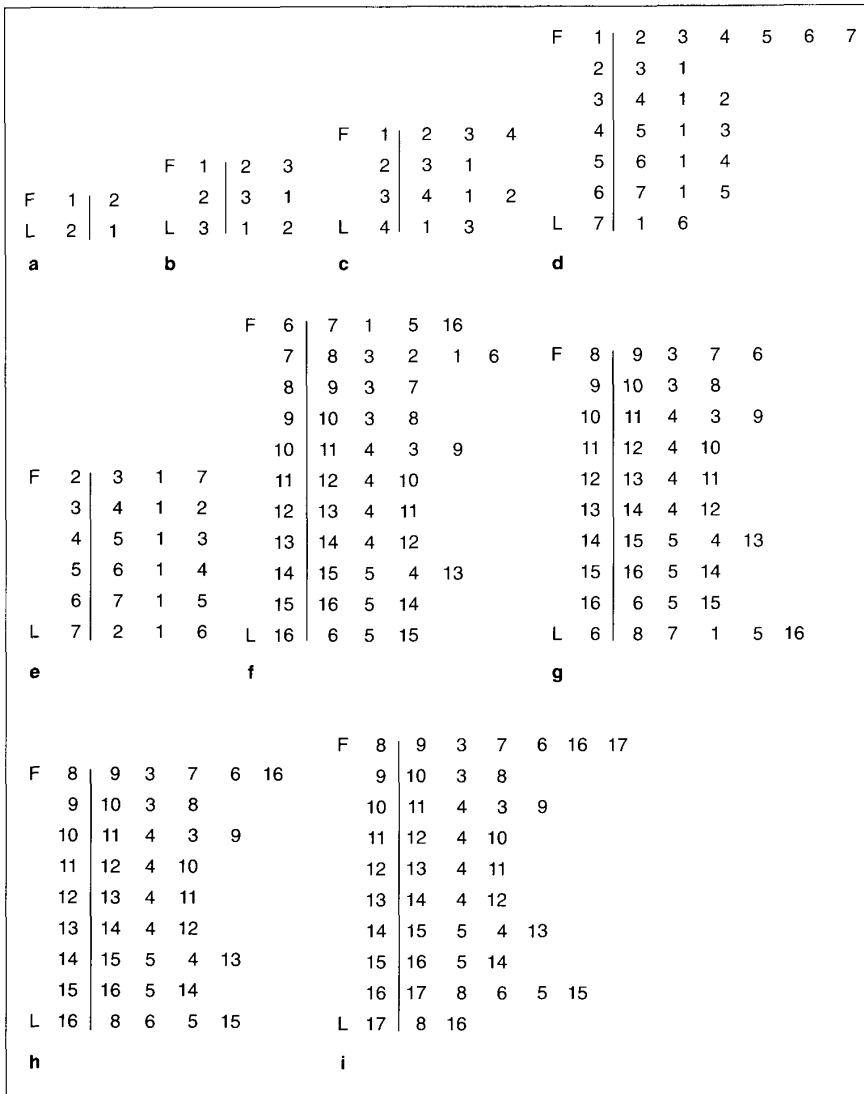 F 1 2
L 2 1
a
F 1 2 3
2 3 1
L 3 1 2
b
F 1 2 3 4
2 3 1
3 4 1 2
L 4 1 3
c
F 1 2 3 4 5 6 7
2 3 1
3 4 1 2
4 5 1 3
5 6 1 4
6 7 1 5
L 7 1 6
d
F 2 3 1 7
3 4 1 2
4 5 1 3
5 6 1 4
6 7 1 5
L 7 2 1 6
e
F 6 7 1 5 16
7 8 3 2 1 6
8 9 3 7
9 10 3 8
10 11 4 3 9
11 12 4 10
12 13 4 11
13 14 4 12
14 15 5 4 13
15 16 5 14
L 16 6 5 15
f
F 8 9 3 7 6
9 10 3 8
10 11 4 3 9
11 12 4 10
12 13 4 11
13 14 4 12
14 15 5 4 13
15 16 5 14
16 6 5 15
L 6 8 7 1 5 16
g
F 8 9 3 7 6 16
9 10 3 8
10 11 4 3 9
11 12 4 10
12 13 4 11
13 14 4 12
14 15 5 4 13
15 16 5 14
L 16 8 6 5 15
h
F 8 9 3 7 6 16 17
9 10 3 8
10 11 4 3 9
11 12 4 10
12 13 4 11
13 14 4 12
14 15 5 4 13
15 16 5 14
16 17 8 6 5 15
L 17 8 16
i